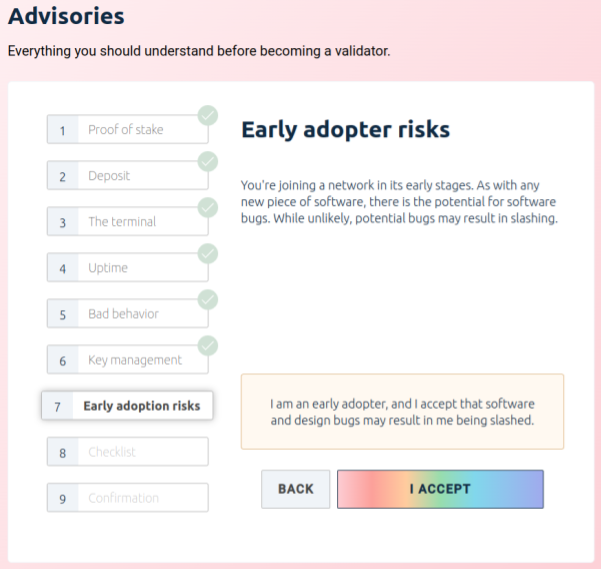 Advisories
Everything you should understand before becoming a validator.
1 Proof of stake
2 Deposit
3 The terminal
4 Uptime
5 Bad behavior
6 Key management
7 Early adoption risks
8 Checklist
9 Confirmation
Early adopter risks
You're joining a network in its early stages. As with any
new piece of software, there is the potential for software
bugs. While unlikely, potential bugs may result in slashing.
I am an early adopter, and I accept that software
and design bugs may result in me being slashed.
BACK
I ACCEPT